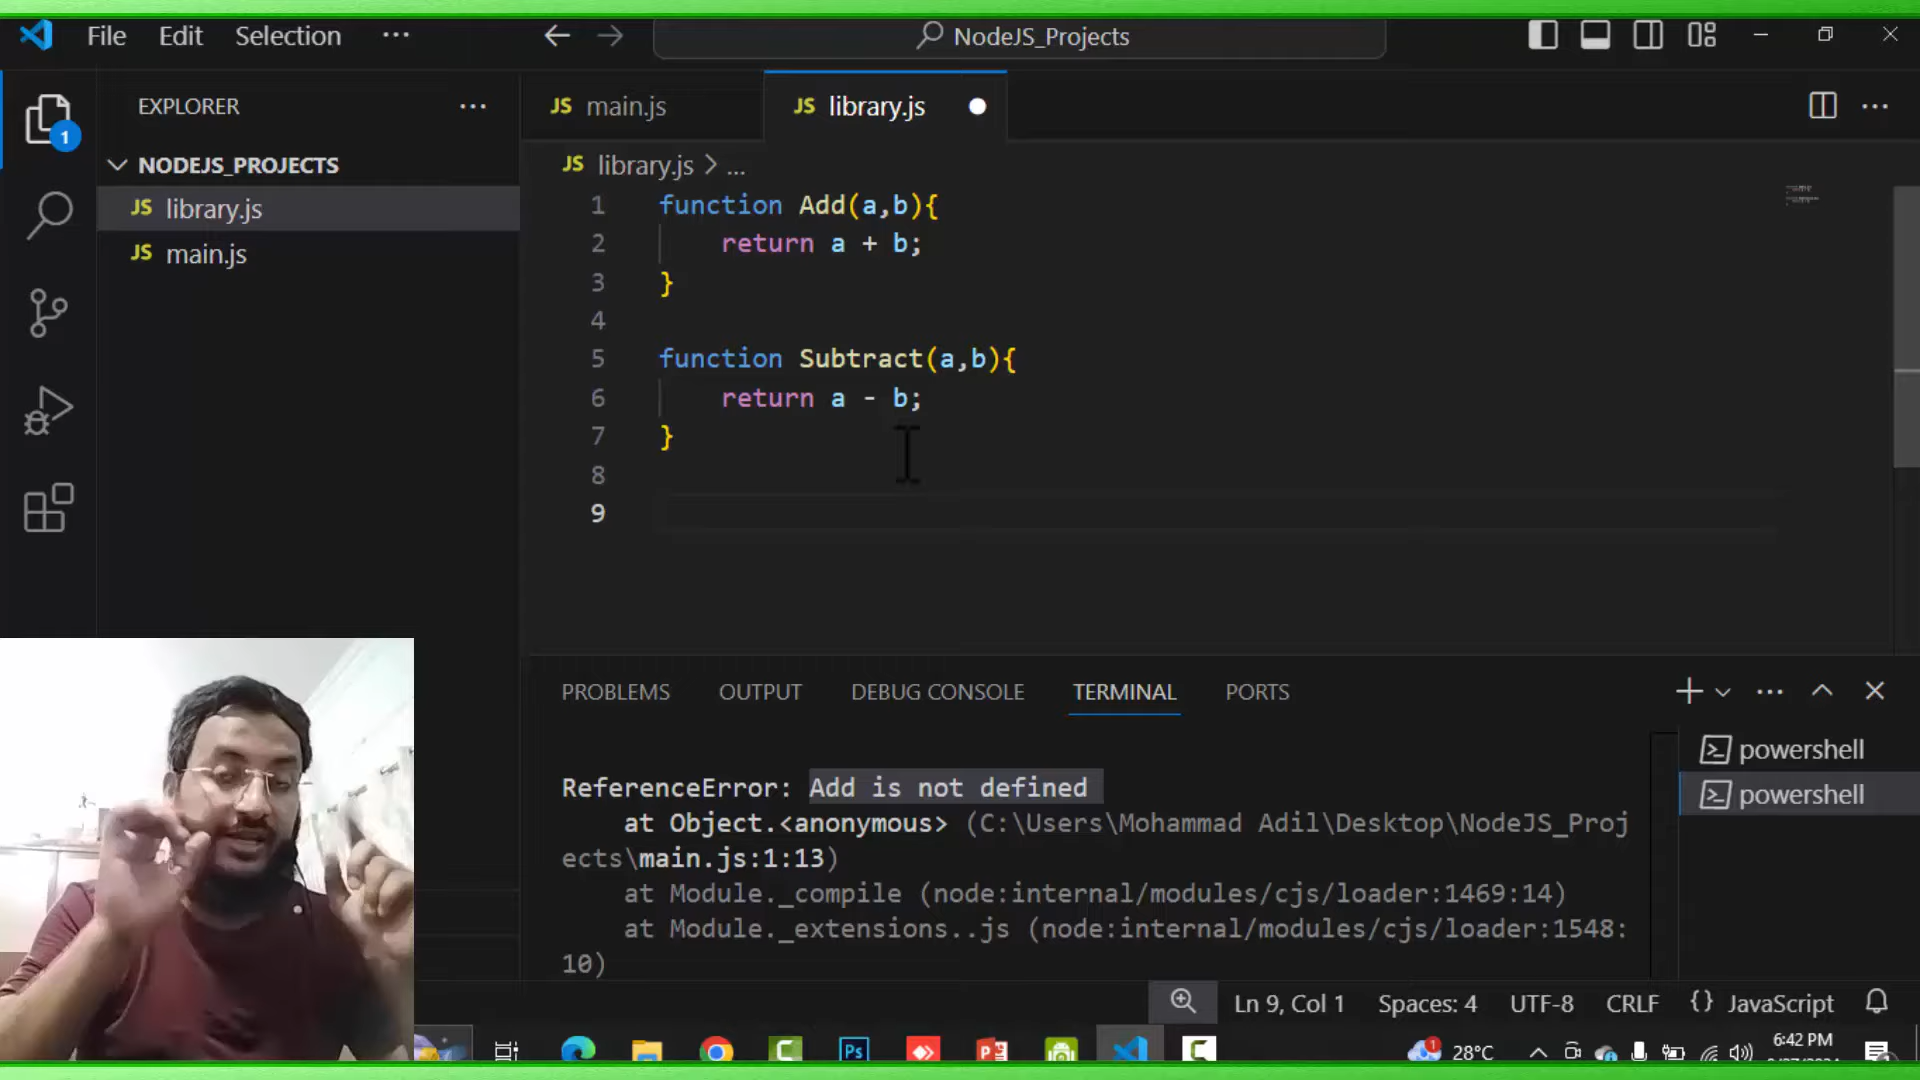 File Edit Selection ··· NodeJS_Projects
EXPLORER ···
JS main.js JS library.js
1
NODEJS_PROJECTS
JS library.js > ...
JS library.js
JS main.js
1 function Add(a,b){
2 return a + b;
3 }
4
5 function Subtract(a,b){
6 return a - b;
7 }
8
9
PROBLEMS OUTPUT DEBUG CONSOLE TERMINAL PORTS
powershell
powershell
ReferenceError: Add is not defined
at Object.<anonymous> (C:\Users\Mohammad Adil\Desktop\NodeJS_Proj
ects\main.js:1:13)
at Module._compile (node:internal/modules/cjs/loader:1469:14)
at Module._extensions..js (node:internal/modules/cjs/loader:1548:
10)
Ln 9, Col 1 Spaces: 4 UTF-8 CRLF {} JavaScript
Ps
1
28°C
6:42 PM